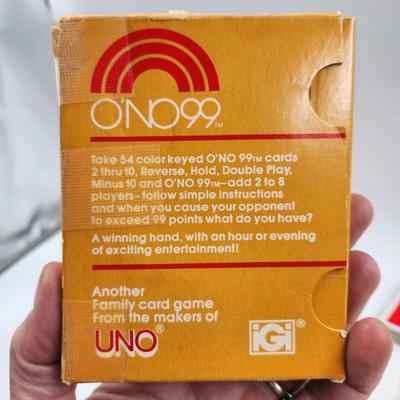 O'NO99™
Take 54 color keyed O'NO 99™ cards
2 thru 10, Reverse, Hold, Double Play,
Minus 10 and O'NO 99™–add 2 to 8
players–follow simple instructions
and when you cause your opponent
to exceed 99 points what do you have?
A winning hand, with an hour or evening
of exciting entertainment!
Another
Family card game
From the makers of
UNO®
iGi®